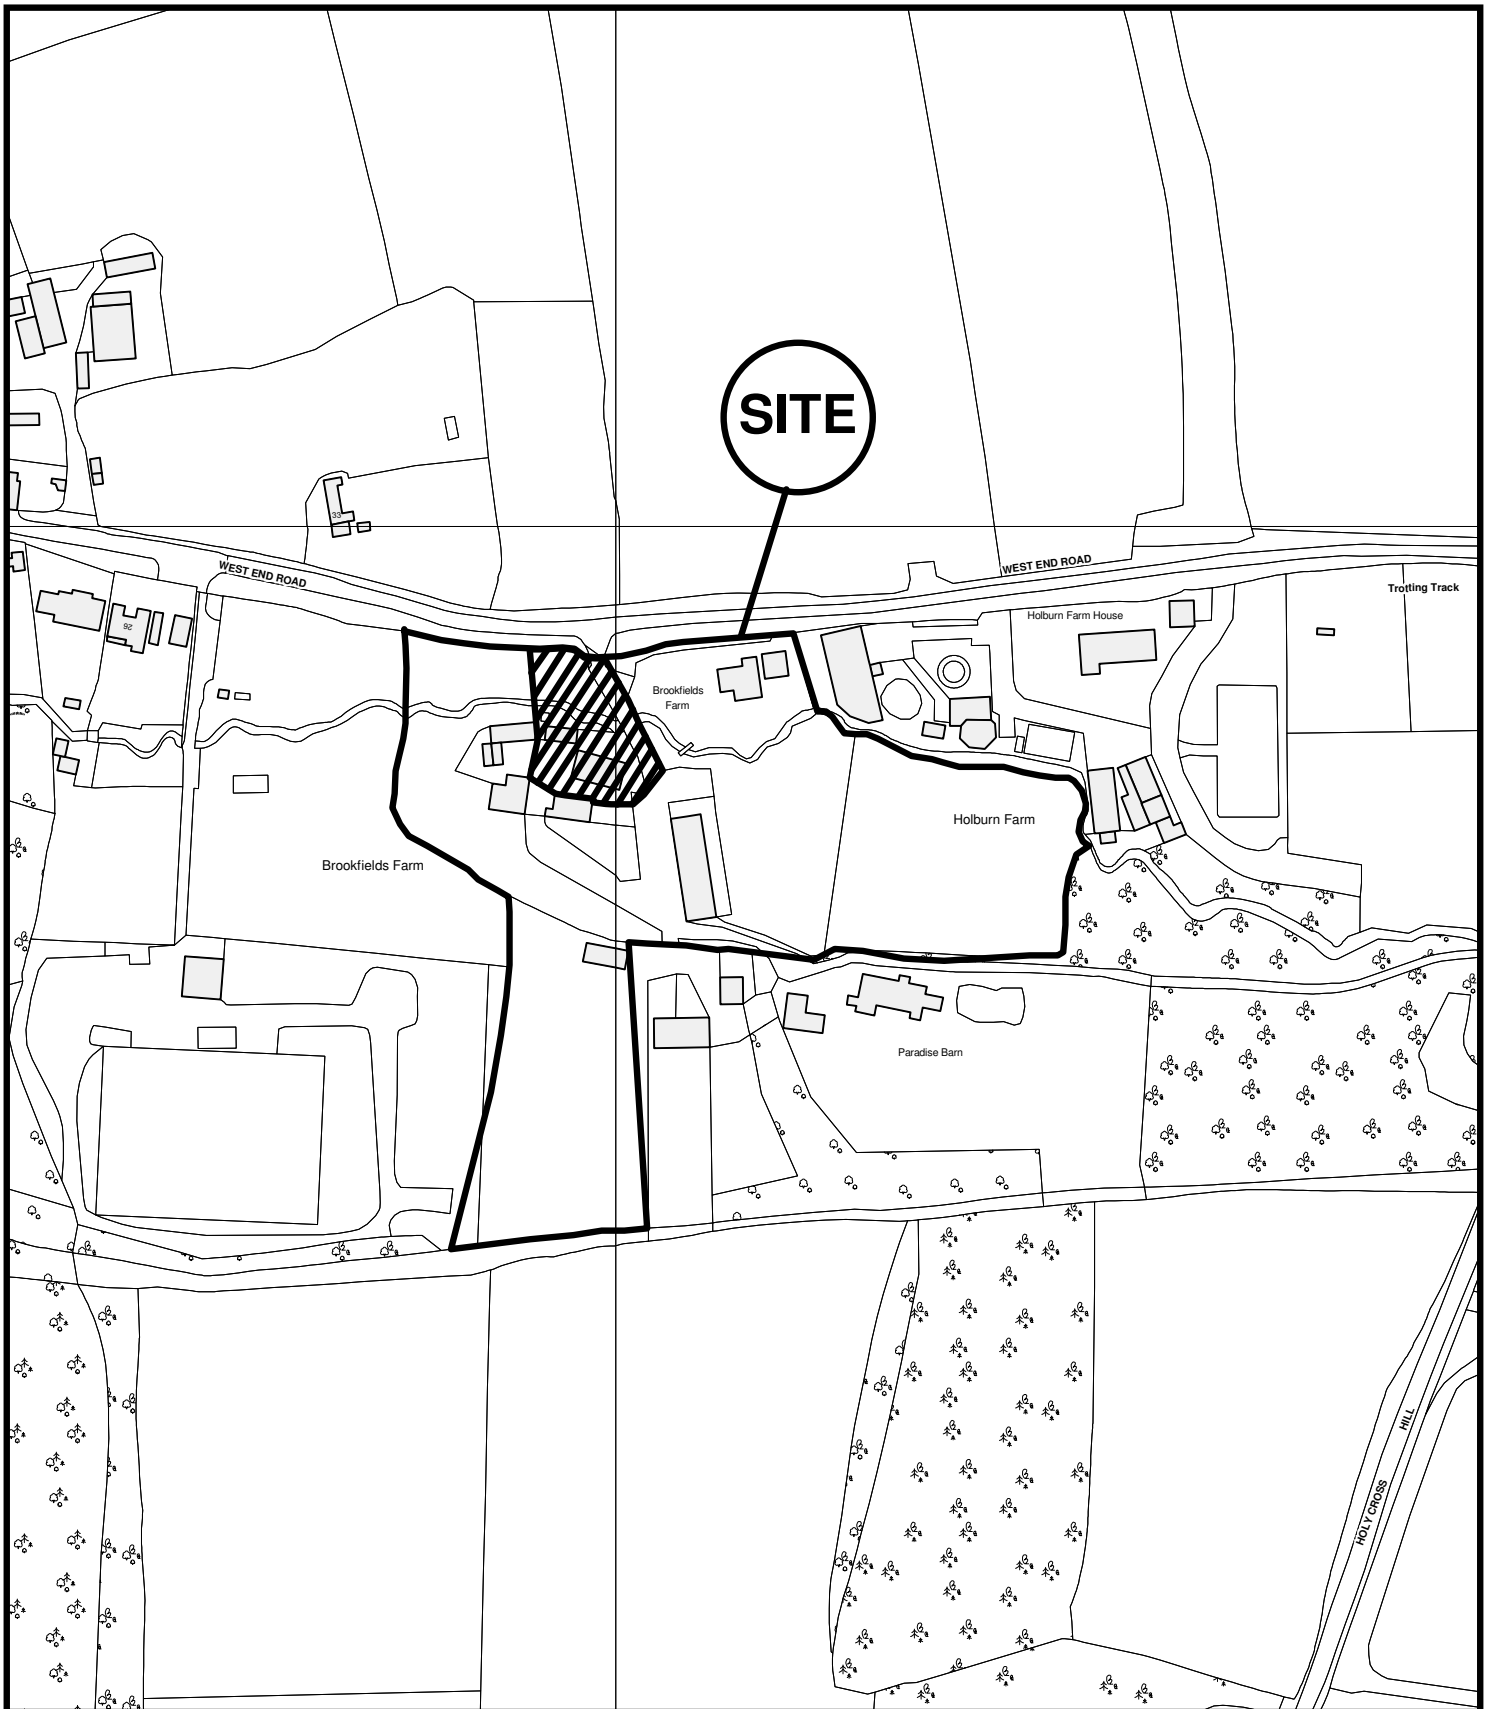 SITE
33
WEST END ROAD
WEST END ROAD
Trotting Track
Holburn Farm House
26
Brookfields
Farm
Holburn Farm
Brookfields Farm
Paradise Barn
HILL
HOLY CROSS